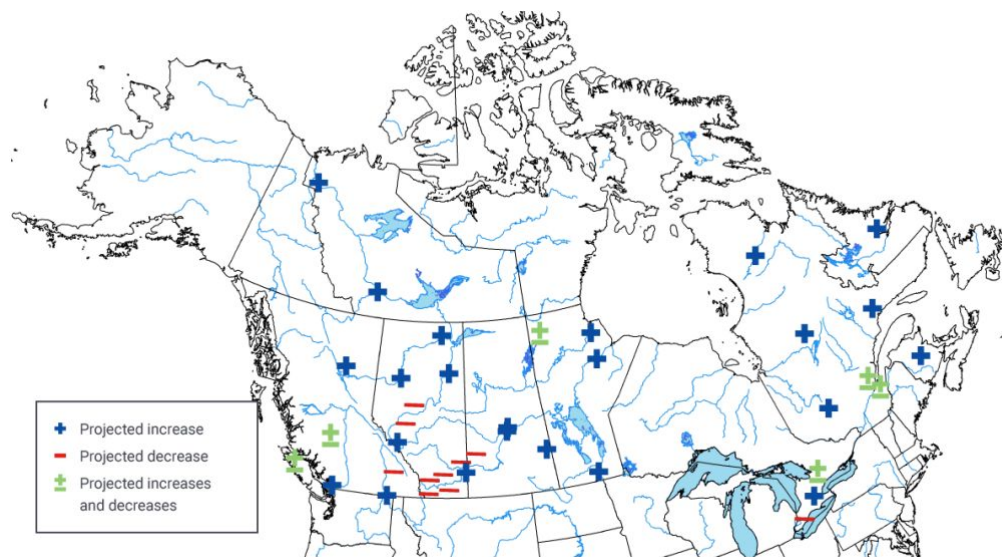 Projected increase
Projected decrease
Projected increases
and decreases